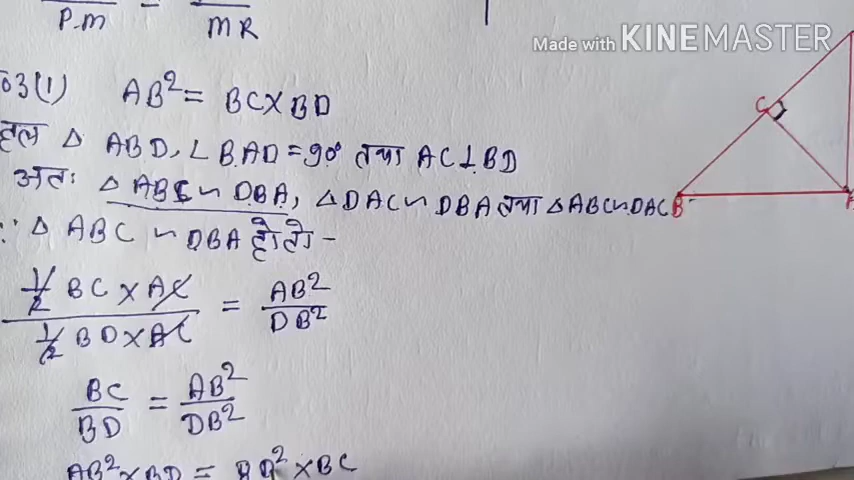 P.M = MR
Made with KINEMASTER
03(1) AB² = BC×BD
हल Δ ABD, ∠BAD = 90° तथा AC⊥BD
अतः Δ ABC ∽ DBA, ΔDAC ∽ DBA तथा ΔABC ∽ DAC
∵ Δ ABC ∽ DBA हो तो -
½ BC × AC / ½ BD × AC = AB² / DB²
BC / BD = AB² / DB²
AB² × BD = BD² × BC
C
B